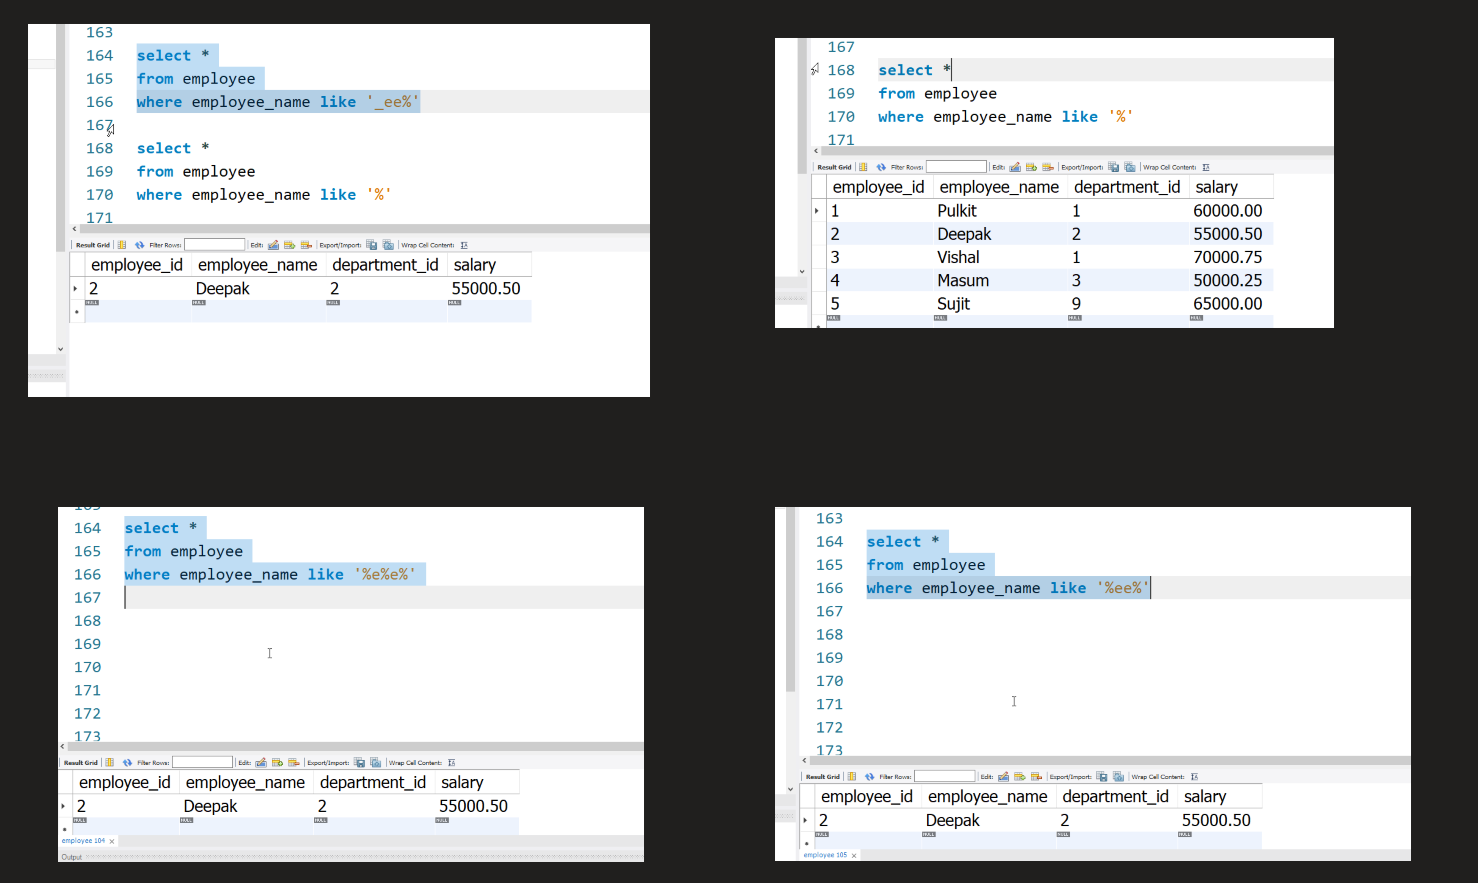 163
164 select *
165 from employee
166 where employee_name like '_ee%'
167
168 select *
169 from employee
170 where employee_name like '%'
171
Result Grid Filter Rows: Edit: Export/Import: Wrap Cell Content:
employee_id employee_name department_id salary
2 Deepak 2 55000.50
NULL NULL NULL NULL
167
168 select *
169 from employee
170 where employee_name like '%'
171
Result Grid Filter Rows: Edit: Export/Import: Wrap Cell Content:
employee_id employee_name department_id salary
1 Pulkit 1 60000.00
2 Deepak 2 55000.50
3 Vishal 1 70000.75
4 Masum 3 50000.25
5 Sujit 9 65000.00
NULL NULL NULL NULL
163
164 select *
165 from employee
166 where employee_name like '%e%e%'
167
168
169
170
171
172
173
Result Grid Filter Rows: Edit: Export/Import: Wrap Cell Content:
employee_id employee_name department_id salary
2 Deepak 2 55000.50
NULL NULL NULL NULL
employee 104
Output
163
164 select *
165 from employee
166 where employee_name like '%ee%'
167
168
169
170
171
172
173
Result Grid Filter Rows: Edit: Export/Import: Wrap Cell Content:
employee_id employee_name department_id salary
2 Deepak 2 55000.50
NULL NULL NULL NULL
employee 105